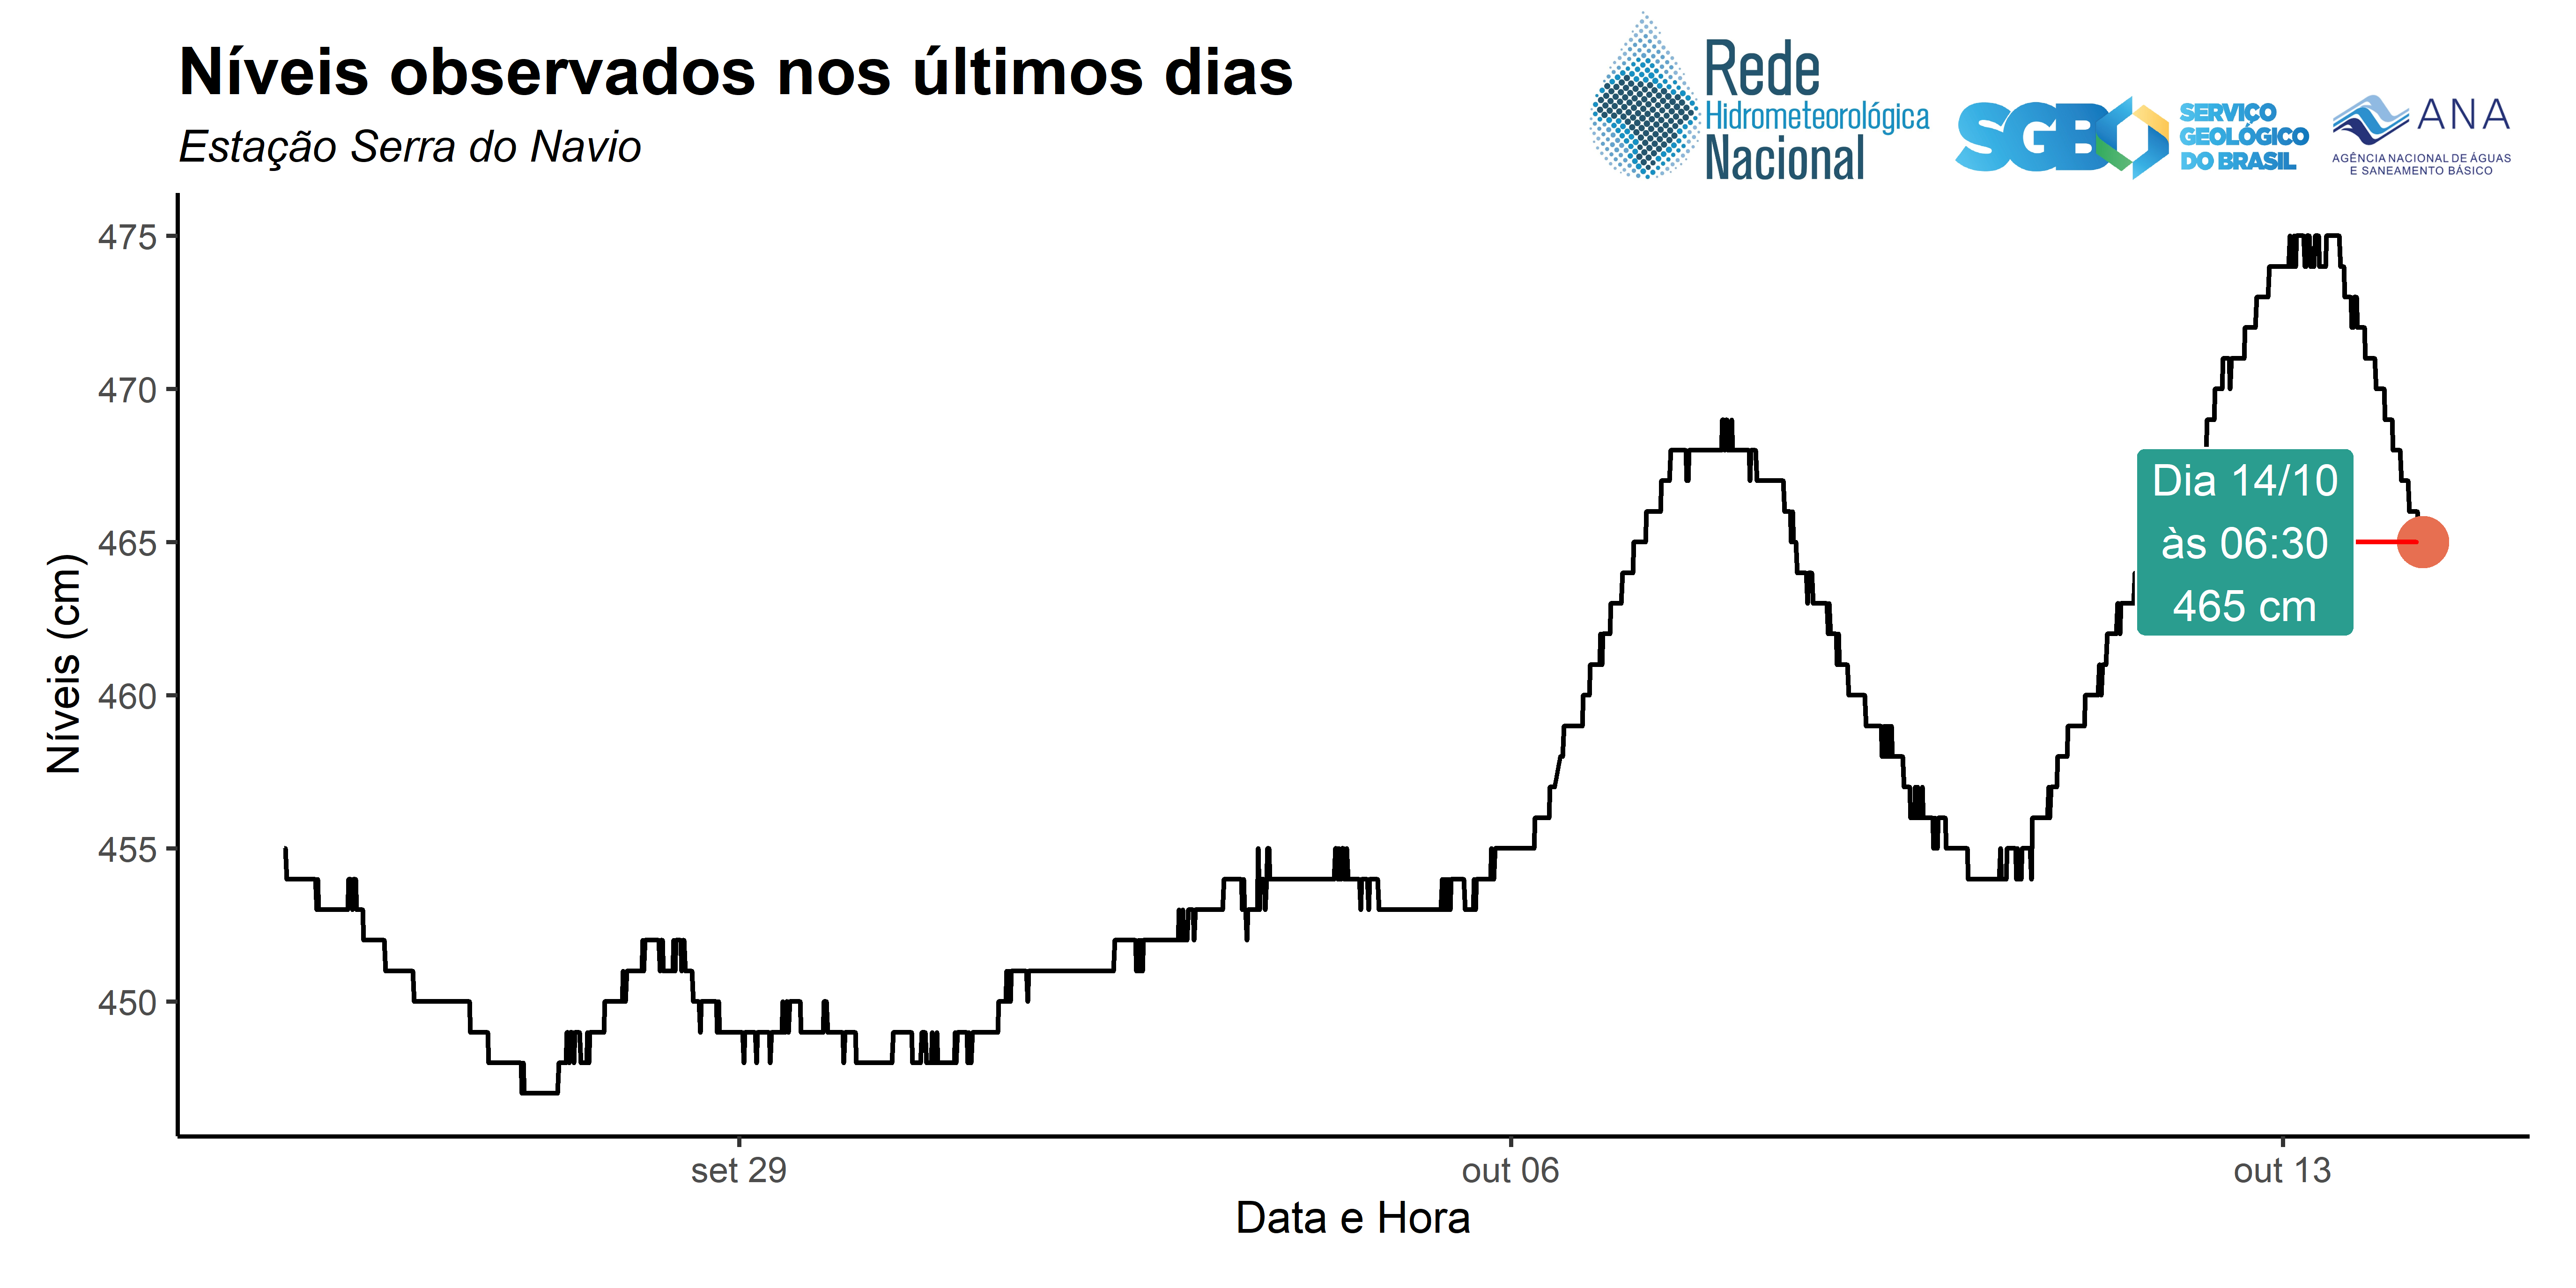 Níveis observados nos últimos dias
Estação Serra do Navio
Rede
Hidrometeorológica
Nacional
SGB
SERVIÇO
GEOLÓGICO
DO BRASIL
ANA
AGÊNCIA NACIONAL DE ÁGUAS
E SANEAMENTO BÁSICO
Níveis (cm)
475
470
465
460
455
450
Dia 14/10
às 06:30
465 cm
set 29
out 06
out 13
Data e Hora